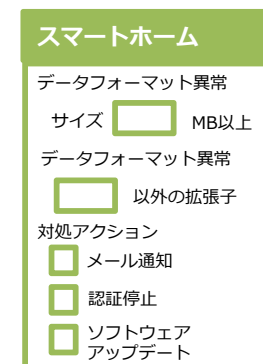 スマートホーム
データフォーマット異常
サイズ MB以上
データフォーマット異常
以外の拡張子
対処アクション
メール通知
認証停止
ソフトウェア
アップデート